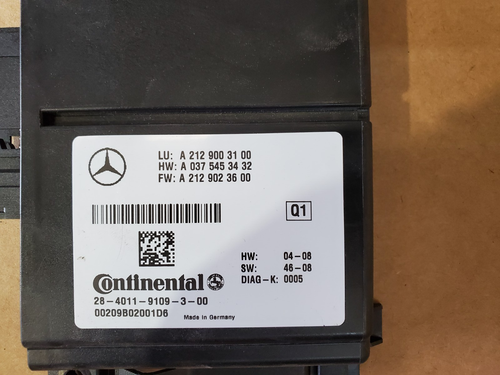 LU: A 212 900 31 00
HW: A 037 545 34 32
FW: A 212 902 36 00
Q1
HW: 04-08
SW: 46-08
DIAG-K: 0005
Continental
28-4011-9109-3-00
00209B02001D6
Made in Germany